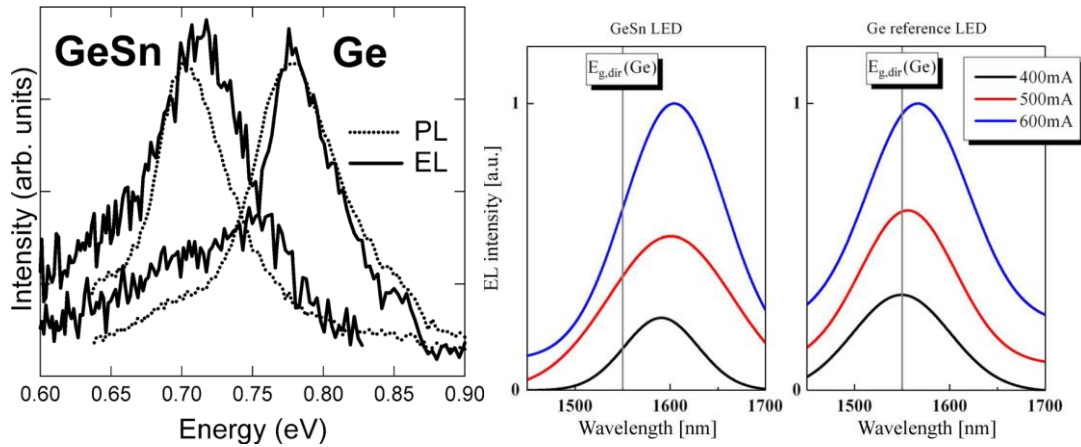 GeSn
Ge
PL
EL
Intensity (arb. units)
0.60 0.65 0.70 0.75 0.80 0.85 0.90
Energy (eV)
GeSn LED
E_g,dir(Ge)
EL intensity [a.u.]
1
0
1500 1600 1700
Wavelength [nm]
Ge reference LED
E_g,dir(Ge)
400mA
500mA
600mA
1
0
1500 1600 1700
Wavelength [nm]